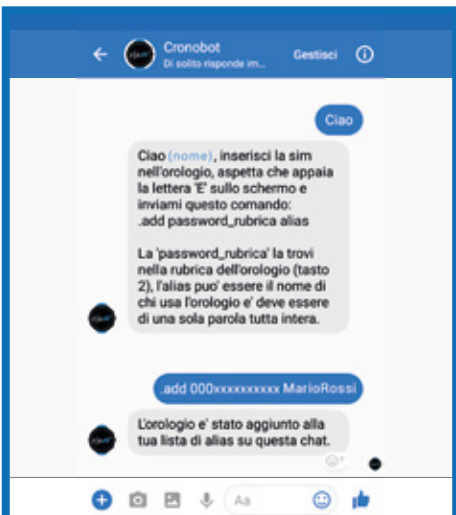 Cronobot
Di solito risponde im...
Gestisci
Ciao
Ciao (nome), inserisci la sim
nell'orologio, aspetta che appaia
la lettera 'E' sullo schermo e
inviami questo comando:
.add password_rubrica alias
La 'password_rubrica' la trovi
nella rubrica dell'orologio (tasto
2), l'alias puo' essere il nome di
chi usa l'orologio e' deve essere
di una sola parola tutta intera.
.add 000xxxxxxxxxx MarioRossi
L'orologio e' stato aggiunto alla
tua lista di alias su questa chat.
Aa